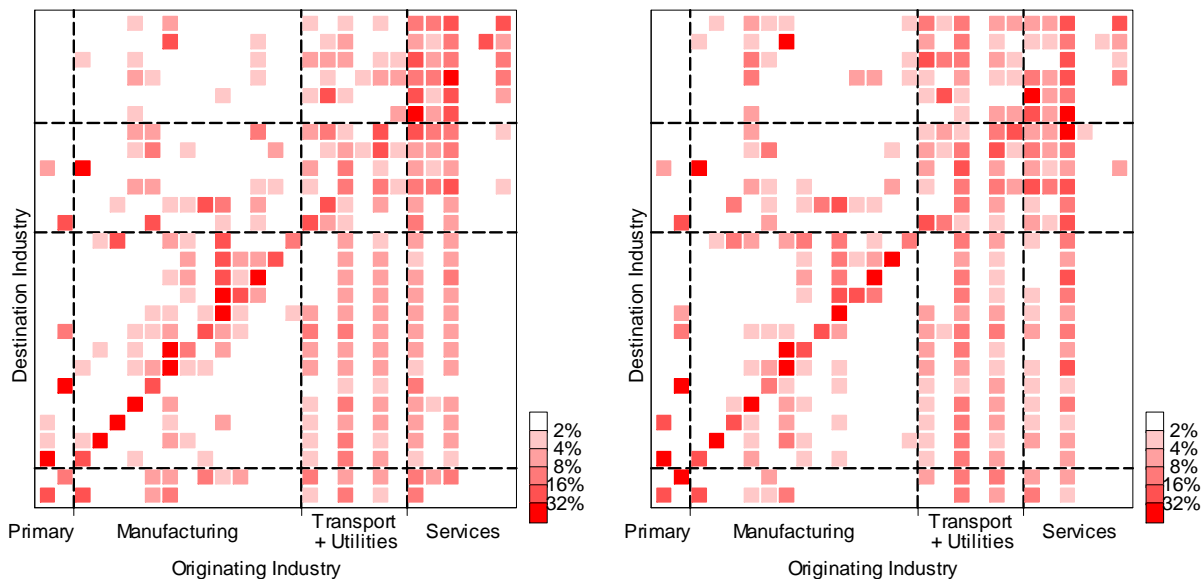 Destination Industry
2%
4%
8%
16%
32%
Primary
Manufacturing
Transport
+ Utilities
Services
Originating Industry
Destination Industry
2%
4%
8%
16%
32%
Primary
Manufacturing
Transport
+ Utilities
Services
Originating Industry